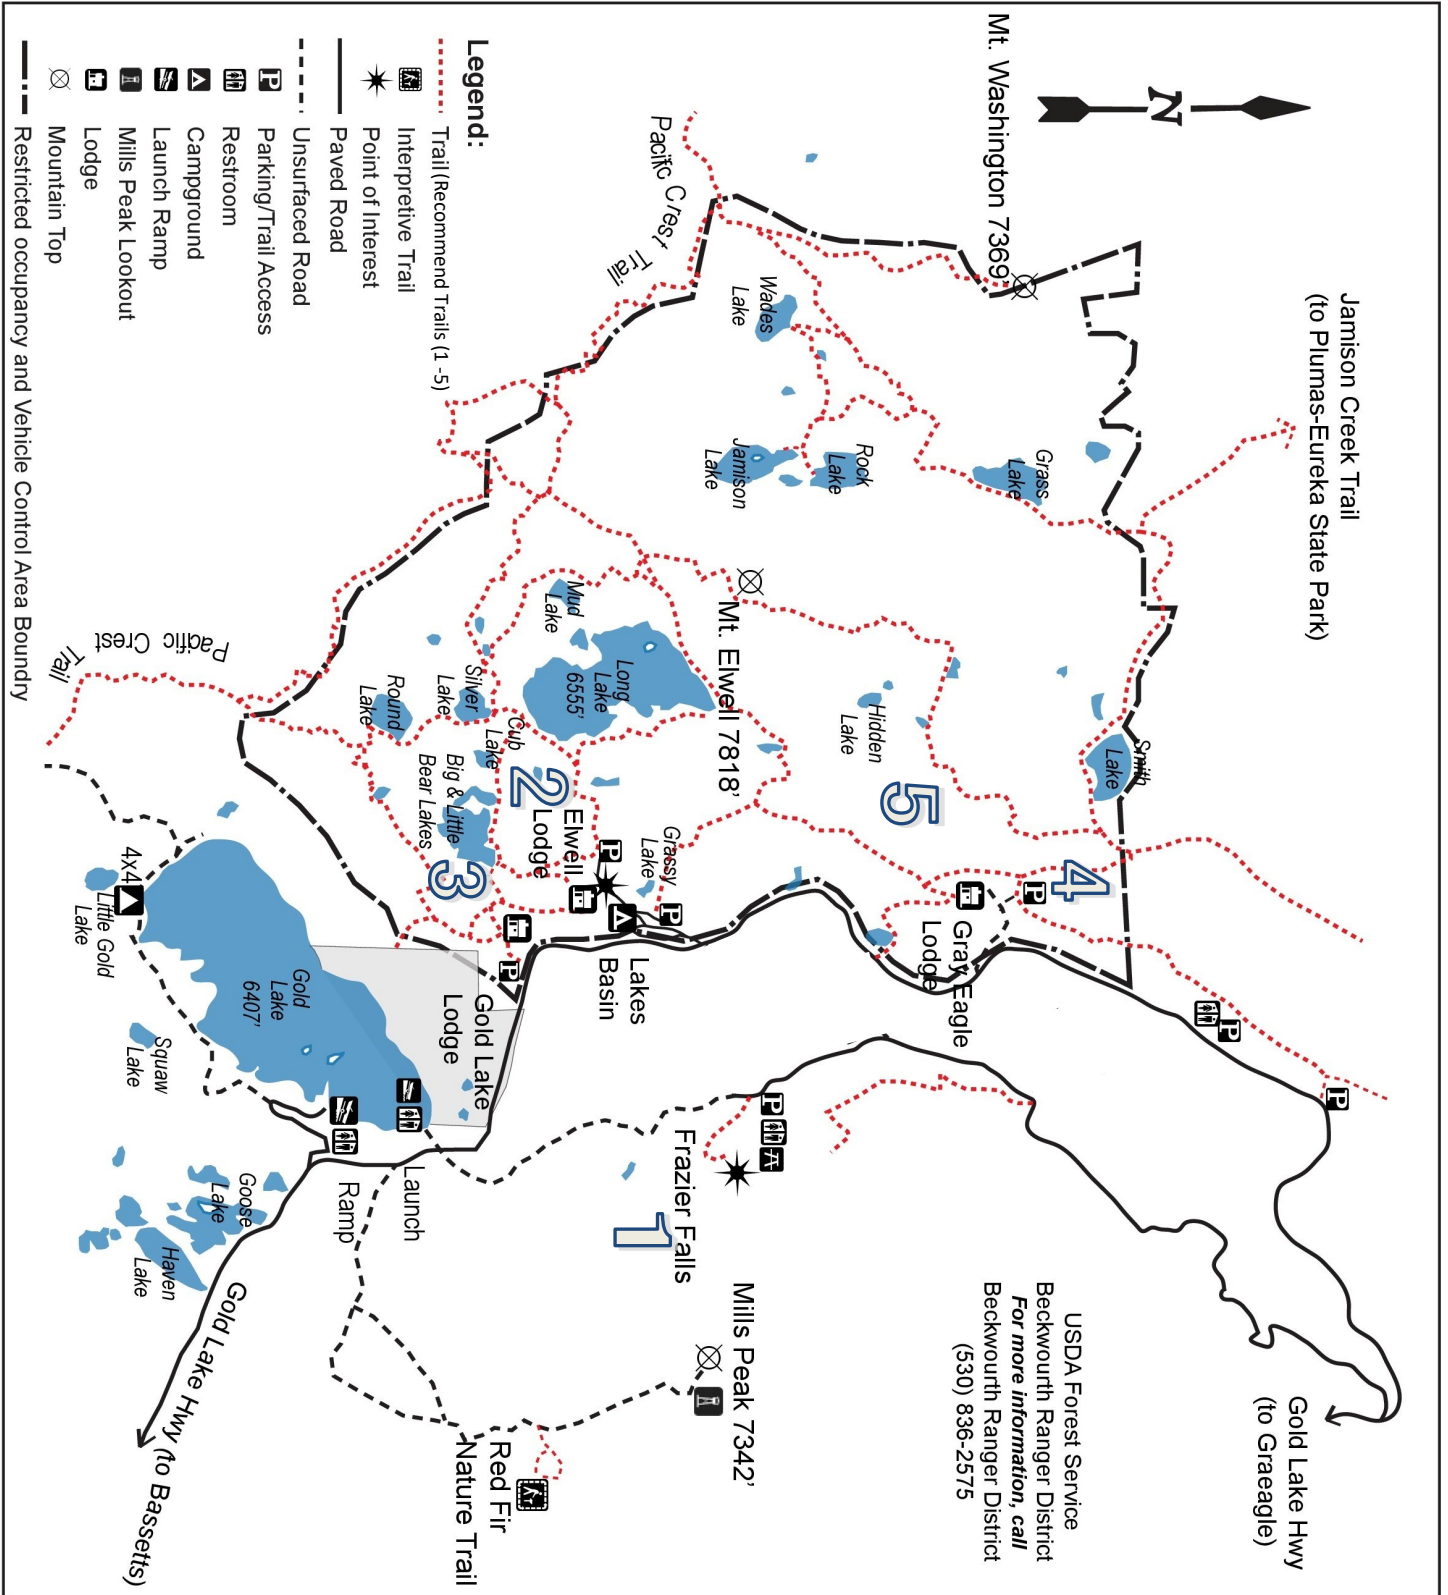 Jamison Creek Trail
(to Plumas-Eureka State Park)
Gold Lake Hwy
(to Graeagle)
N
Mt. Washington 7369'
Smith
Lake
4
P
P
P
Grass
Lake
USDA Forest Service
Beckwourth Ranger District
For more information, call
Beckwourth Ranger District
(530) 836-2575
Gray Eagle
Lodge
5
Hidden
Lake
Rock
Lake
Wades
Lake
Jamison
Lake
Mt. Elwell 7818'
Mills Peak 7342'
P
Frazier Falls
1
Grassy
Lake
P
P
Lakes
Basin
Long
Lake
6555'
Mud
Lake
Elwell
Lodge
2
Cub
Lake
Silver
Lake
Big & Little
Bear Lakes
3
P
Gold Lake
Lodge
Round
Lake
Pacific Crest
Trail
Red Fir
Nature Trail
Launch
Ramp
Gold
Lake
6407'
Goose
Lake
Haven
Lake
Squaw
Lake
4x4
Little Gold
Lake
Pacific Crest
Trail
Gold Lake Hwy (to Bassetts)
Legend:
Trail(Recommend Trails (1 -5)
Interpretive Trail
Point of Interest
Paved Road
Unsurfaced Road
P Parking/Trail Access
Restroom
Campground
Launch Ramp
Mills Peak Lookout
Lodge
Mountain Top
Restricted occupancy and Vehicle Control Area Boundry